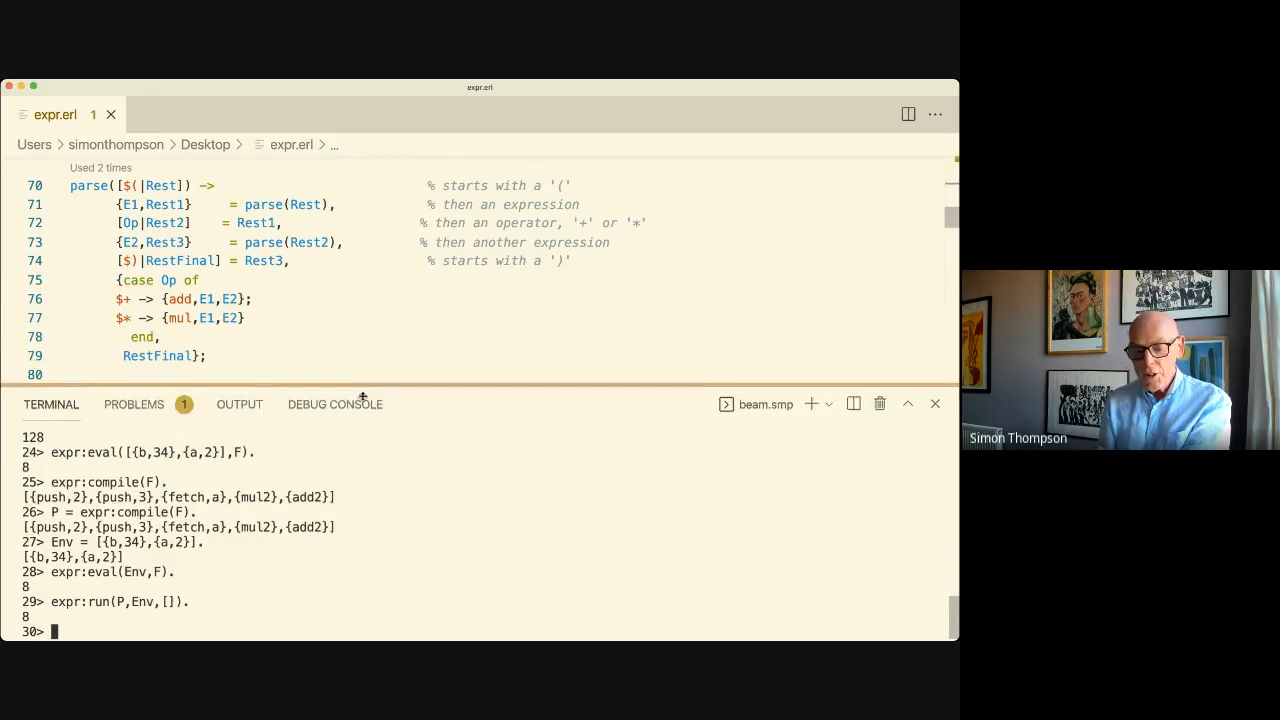 expr.erl
expr.erl 1
Users > simonthompson > Desktop > expr.erl > ...
Used 2 times
70 parse([$(|Rest]) -> % starts with a '('
71 {E1,Rest1} = parse(Rest), % then an expression
72 [Op|Rest2] = Rest1, % then an operator, '+' or '*'
73 {E2,Rest3} = parse(Rest2), % then another expression
74 [$)|RestFinal] = Rest3, % starts with a ')'
75 {case Op of
76 $+ -> {add,E1,E2};
77 $* -> {mul,E1,E2}
78 end,
79 RestFinal};
80
TERMINAL PROBLEMS 1 OUTPUT DEBUG CONSOLE beam.smp
128
24> expr:eval([{b,34},{a,2}],F).
8
25> expr:compile(F).
[{push,2},{push,3},{fetch,a},{mul2},{add2}]
26> P = expr:compile(F).
[{push,2},{push,3},{fetch,a},{mul2},{add2}]
27> Env = [{b,34},{a,2}].
[{b,34},{a,2}]
28> expr:eval(Env,F).
8
29> expr:run(P,Env,[]).
8
30>
Simon Thompson